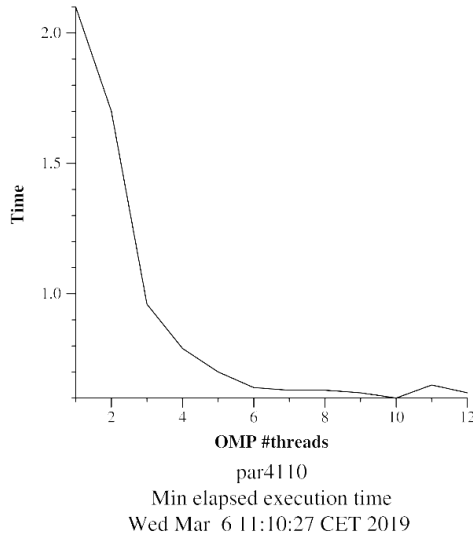 2.0
1.5
Time
1.0
2 4 6 8 10 12
OMP #threads
par4110
Min elapsed execution time
Wed Mar 6 11:10:27 CET 2019